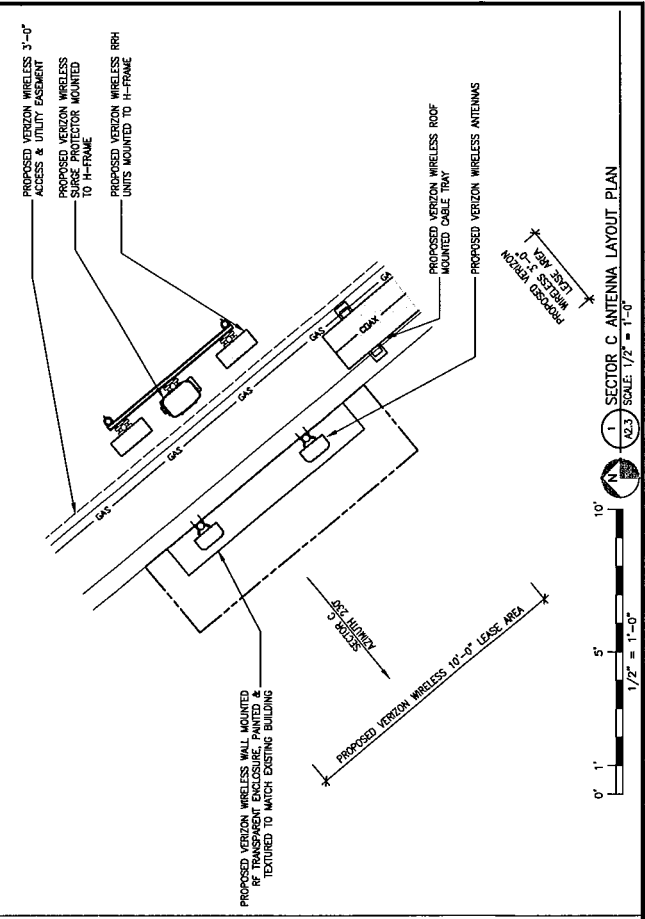 PROPOSED VERIZON WIRELESS 3'-0"
ACCESS & UTILITY EASEMENT
PROPOSED VERIZON WIRELESS
SURGE PROTECTOR MOUNTED
TO H-FRAME
PROPOSED VERIZON WIRELESS RRH
UNITS MOUNTED TO H-FRAME
GAS
GAS
GAS
GAS
GA
COAX
PROPOSED VERIZON WIRELESS ROOF
MOUNTED CABLE TRAY
PROPOSED VERIZON WIRELESS ANTENNAS
PROPOSED VERIZON WIRELESS WALL MOUNTED
RF TRANSPARENT ENCLOSURE, PAINTED &
TEXTURED TO MATCH EXISTING BUILDING
SECTOR C
AZIMUTH 230°
PROPOSED VERIZON WIRELESS 10'-0" LEASE AREA
PROPOSED VERIZON
WIRELESS 3'-0"
LEASE AREA
0' 1' 5' 10'
1/2" = 1'-0"
N
1
A2.3
SECTOR C ANTENNA LAYOUT PLAN
SCALE: 1/2" = 1'-0"